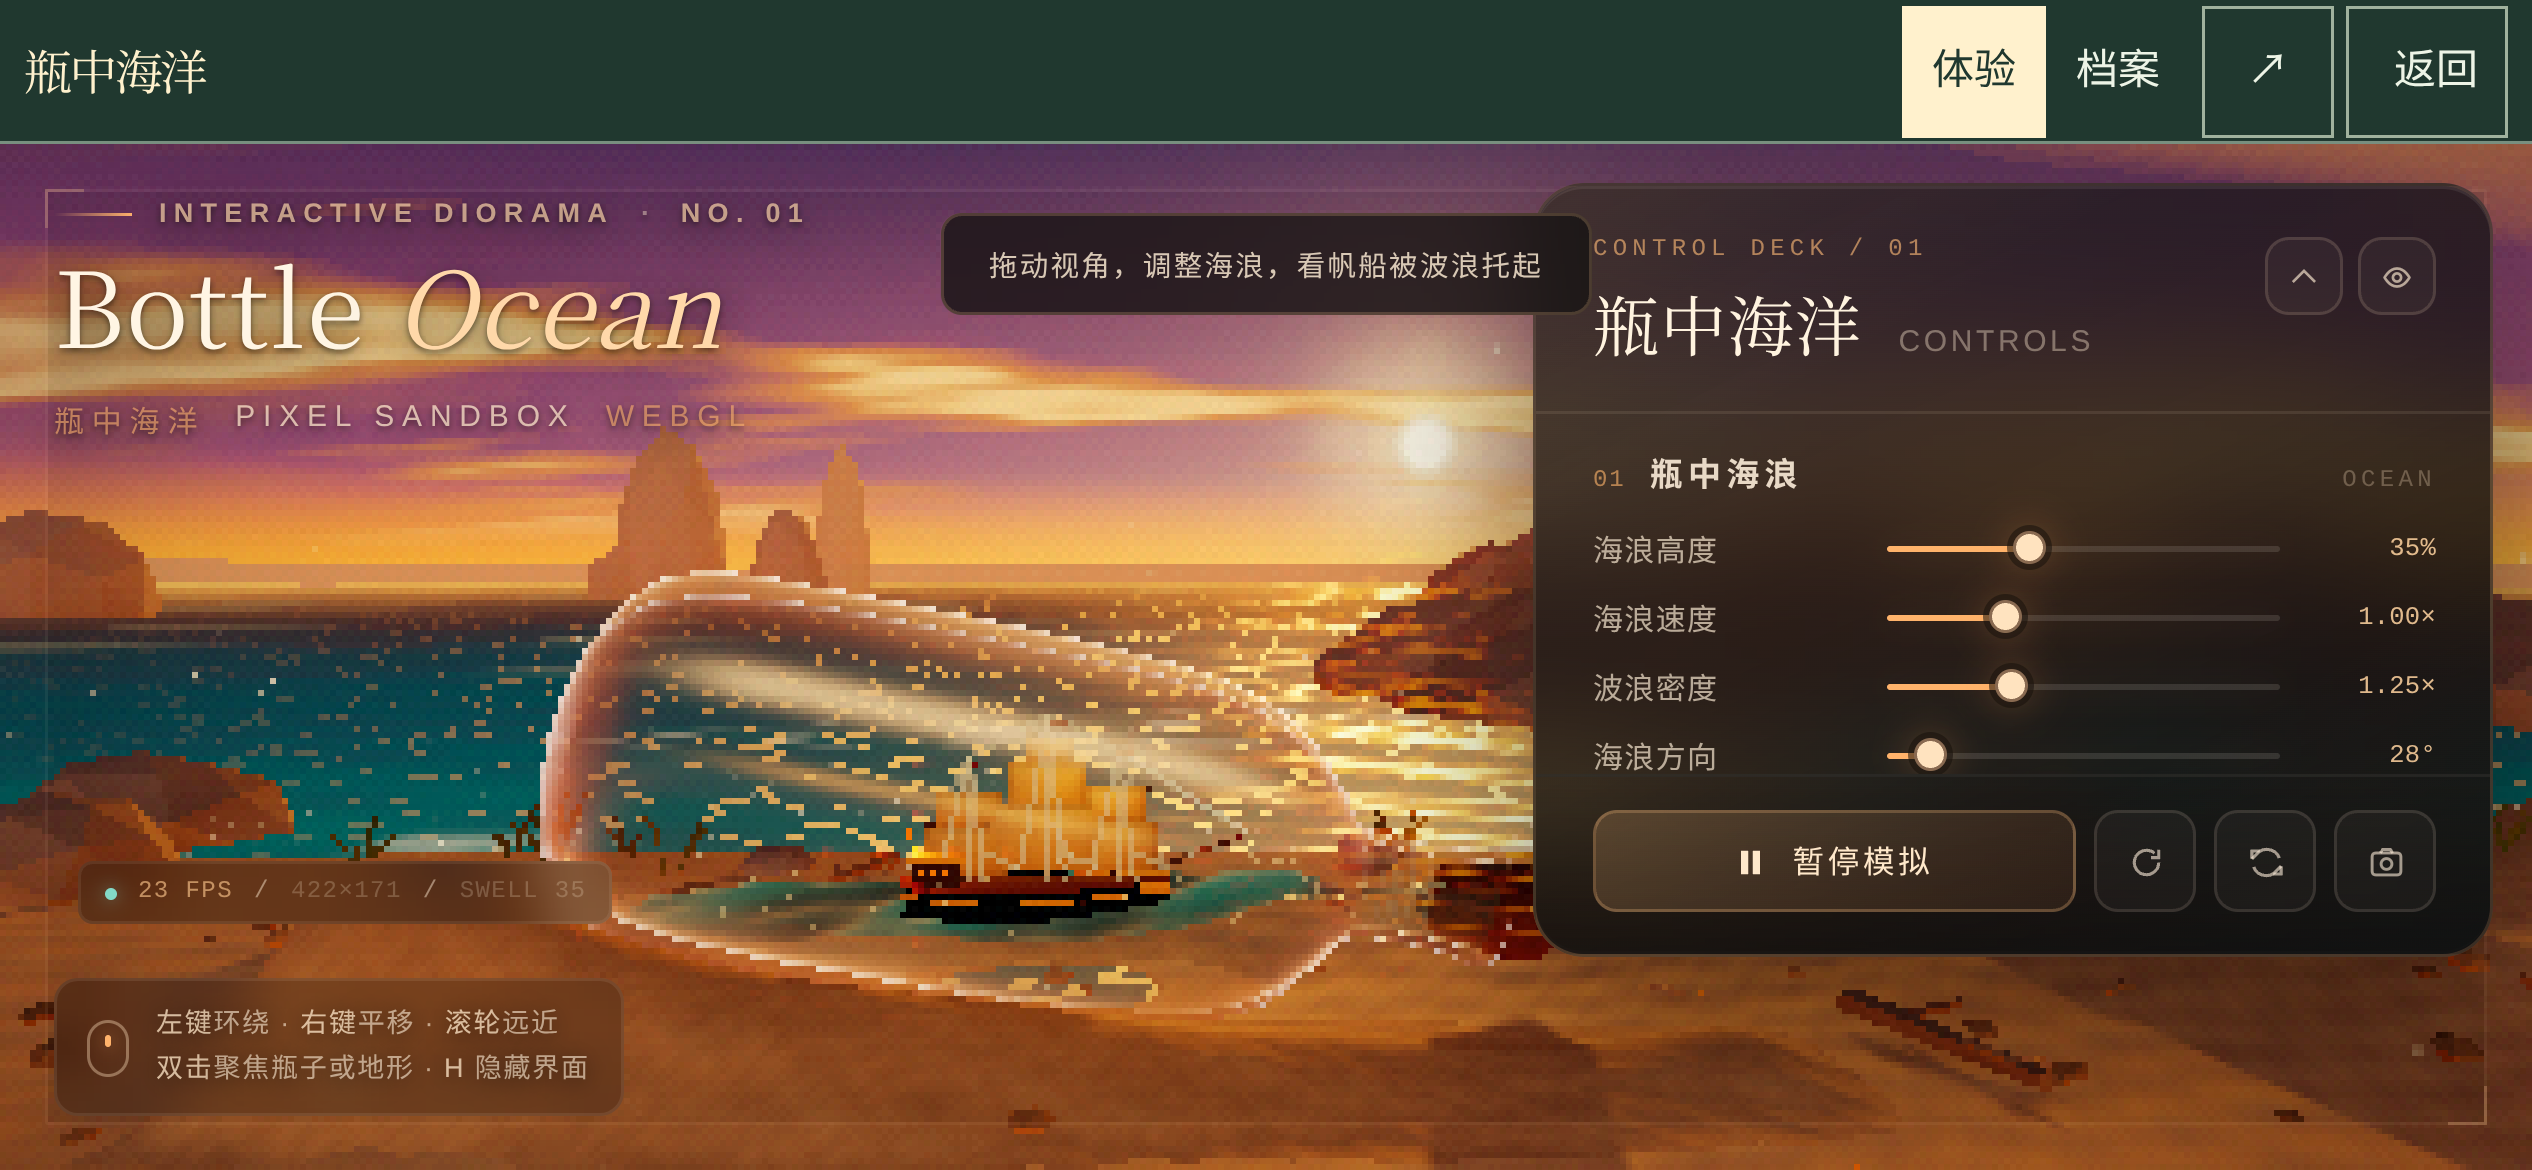 瓶中海洋
体验 档案 ↗ 返回
INTERACTIVE DIORAMA · NO. 01
Bottle Ocean
瓶中海洋 PIXEL SANDBOX WEBGL
拖动视角，调整海浪，看帆船被波浪托起
CONTROL DECK / 01
瓶中海洋 CONTROLS
01 瓶中海浪 OCEAN
海浪高度 35%
海浪速度 1.00×
波浪密度 1.25×
海浪方向 28°
暂停模拟
23 FPS / 422×171 / SWELL 35
左键环绕 · 右键平移 · 滚轮远近
双击聚焦瓶子或地形 · H 隐藏界面